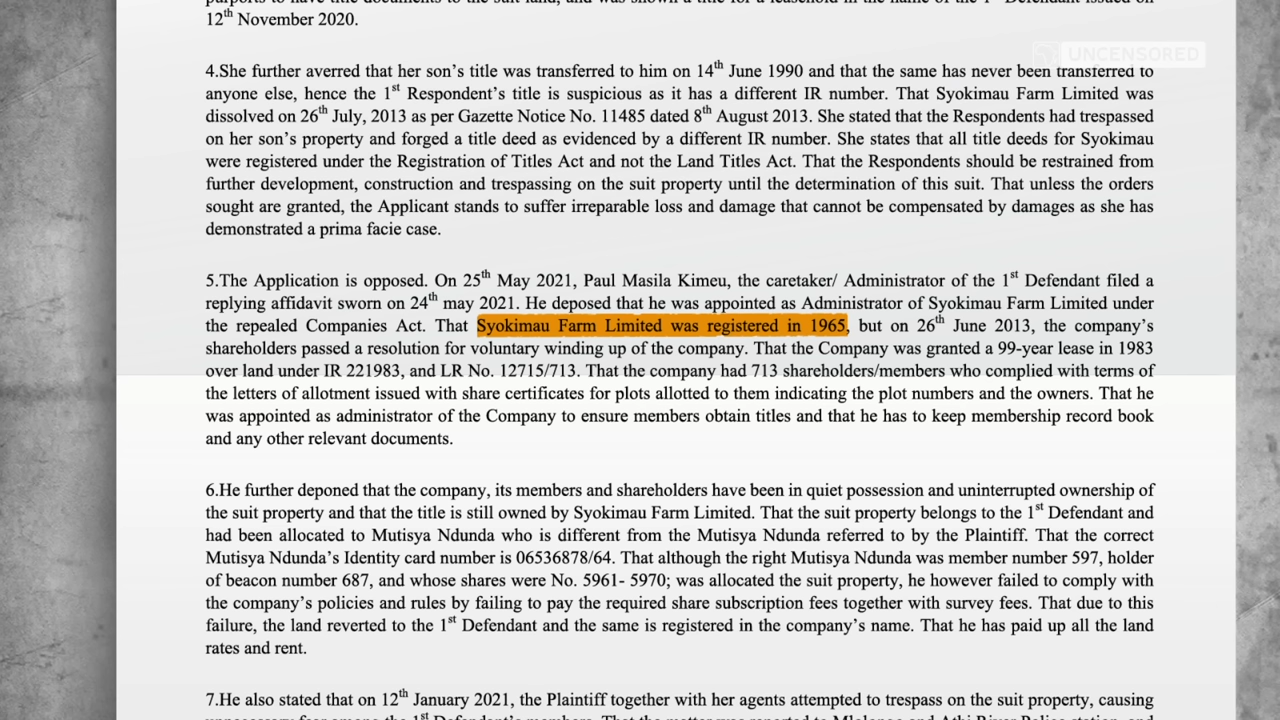 purports to have title documents to the suit land, and was shown a title for a leasehold in the name of the 1st Defendant issued on
12th November 2020.
UNCENSORED
4.She further averred that her son’s title was transferred to him on 14th June 1990 and that the same has never been transferred to
anyone else, hence the 1st Respondent’s title is suspicious as it has a different IR number. That Syokimau Farm Limited was
dissolved on 26th July, 2013 as per Gazette Notice No. 11485 dated 8th August 2013. She stated that the Respondents had trespassed
on her son’s property and forged a title deed as evidenced by a different IR number. She states that all title deeds for Syokimau
were registered under the Registration of Titles Act and not the Land Titles Act. That the Respondents should be restrained from
further development, construction and trespassing on the suit property until the determination of this suit. That unless the orders
sought are granted, the Applicant stands to suffer irreparable loss and damage that cannot be compensated by damages as she has
demonstrated a prima facie case.
5.The Application is opposed. On 25th May 2021, Paul Masila Kimeu, the caretaker/ Administrator of the 1st Defendant filed a
replying affidavit sworn on 24th may 2021. He deposed that he was appointed as Administrator of Syokimau Farm Limited under
the repealed Companies Act. That Syokimau Farm Limited was registered in 1965, but on 26th June 2013, the company’s
shareholders passed a resolution for voluntary winding up of the company. That the Company was granted a 99-year lease in 1983
over land under IR 221983, and LR No. 12715/713. That the company had 713 shareholders/members who complied with terms of
the letters of allotment issued with share certificates for plots allotted to them indicating the plot numbers and the owners. That he
was appointed as administrator of the Company to ensure members obtain titles and that he has to keep membership record book
and any other relevant documents.
6.He further deponed that the company, its members and shareholders have been in quiet possession and uninterrupted ownership of
the suit property and that the title is still owned by Syokimau Farm Limited. That the suit property belongs to the 1st Defendant and
had been allocated to Mutisya Ndunda who is different from the Mutisya Ndunda referred to by the Plaintiff. That the correct
Mutisya Ndunda’s Identity card number is 06536878/64. That although the right Mutisya Ndunda was member number 597, holder
of beacon number 687, and whose shares were No. 5961- 5970; was allocated the suit property, he however failed to comply with
the company’s policies and rules by failing to pay the required share subscription fees together with survey fees. That due to this
failure, the land reverted to the 1st Defendant and the same is registered in the company’s name. That he has paid up all the land
rates and rent.
7.He also stated that on 12th January 2021, the Plaintiff together with her agents attempted to trespass on the suit property, causing